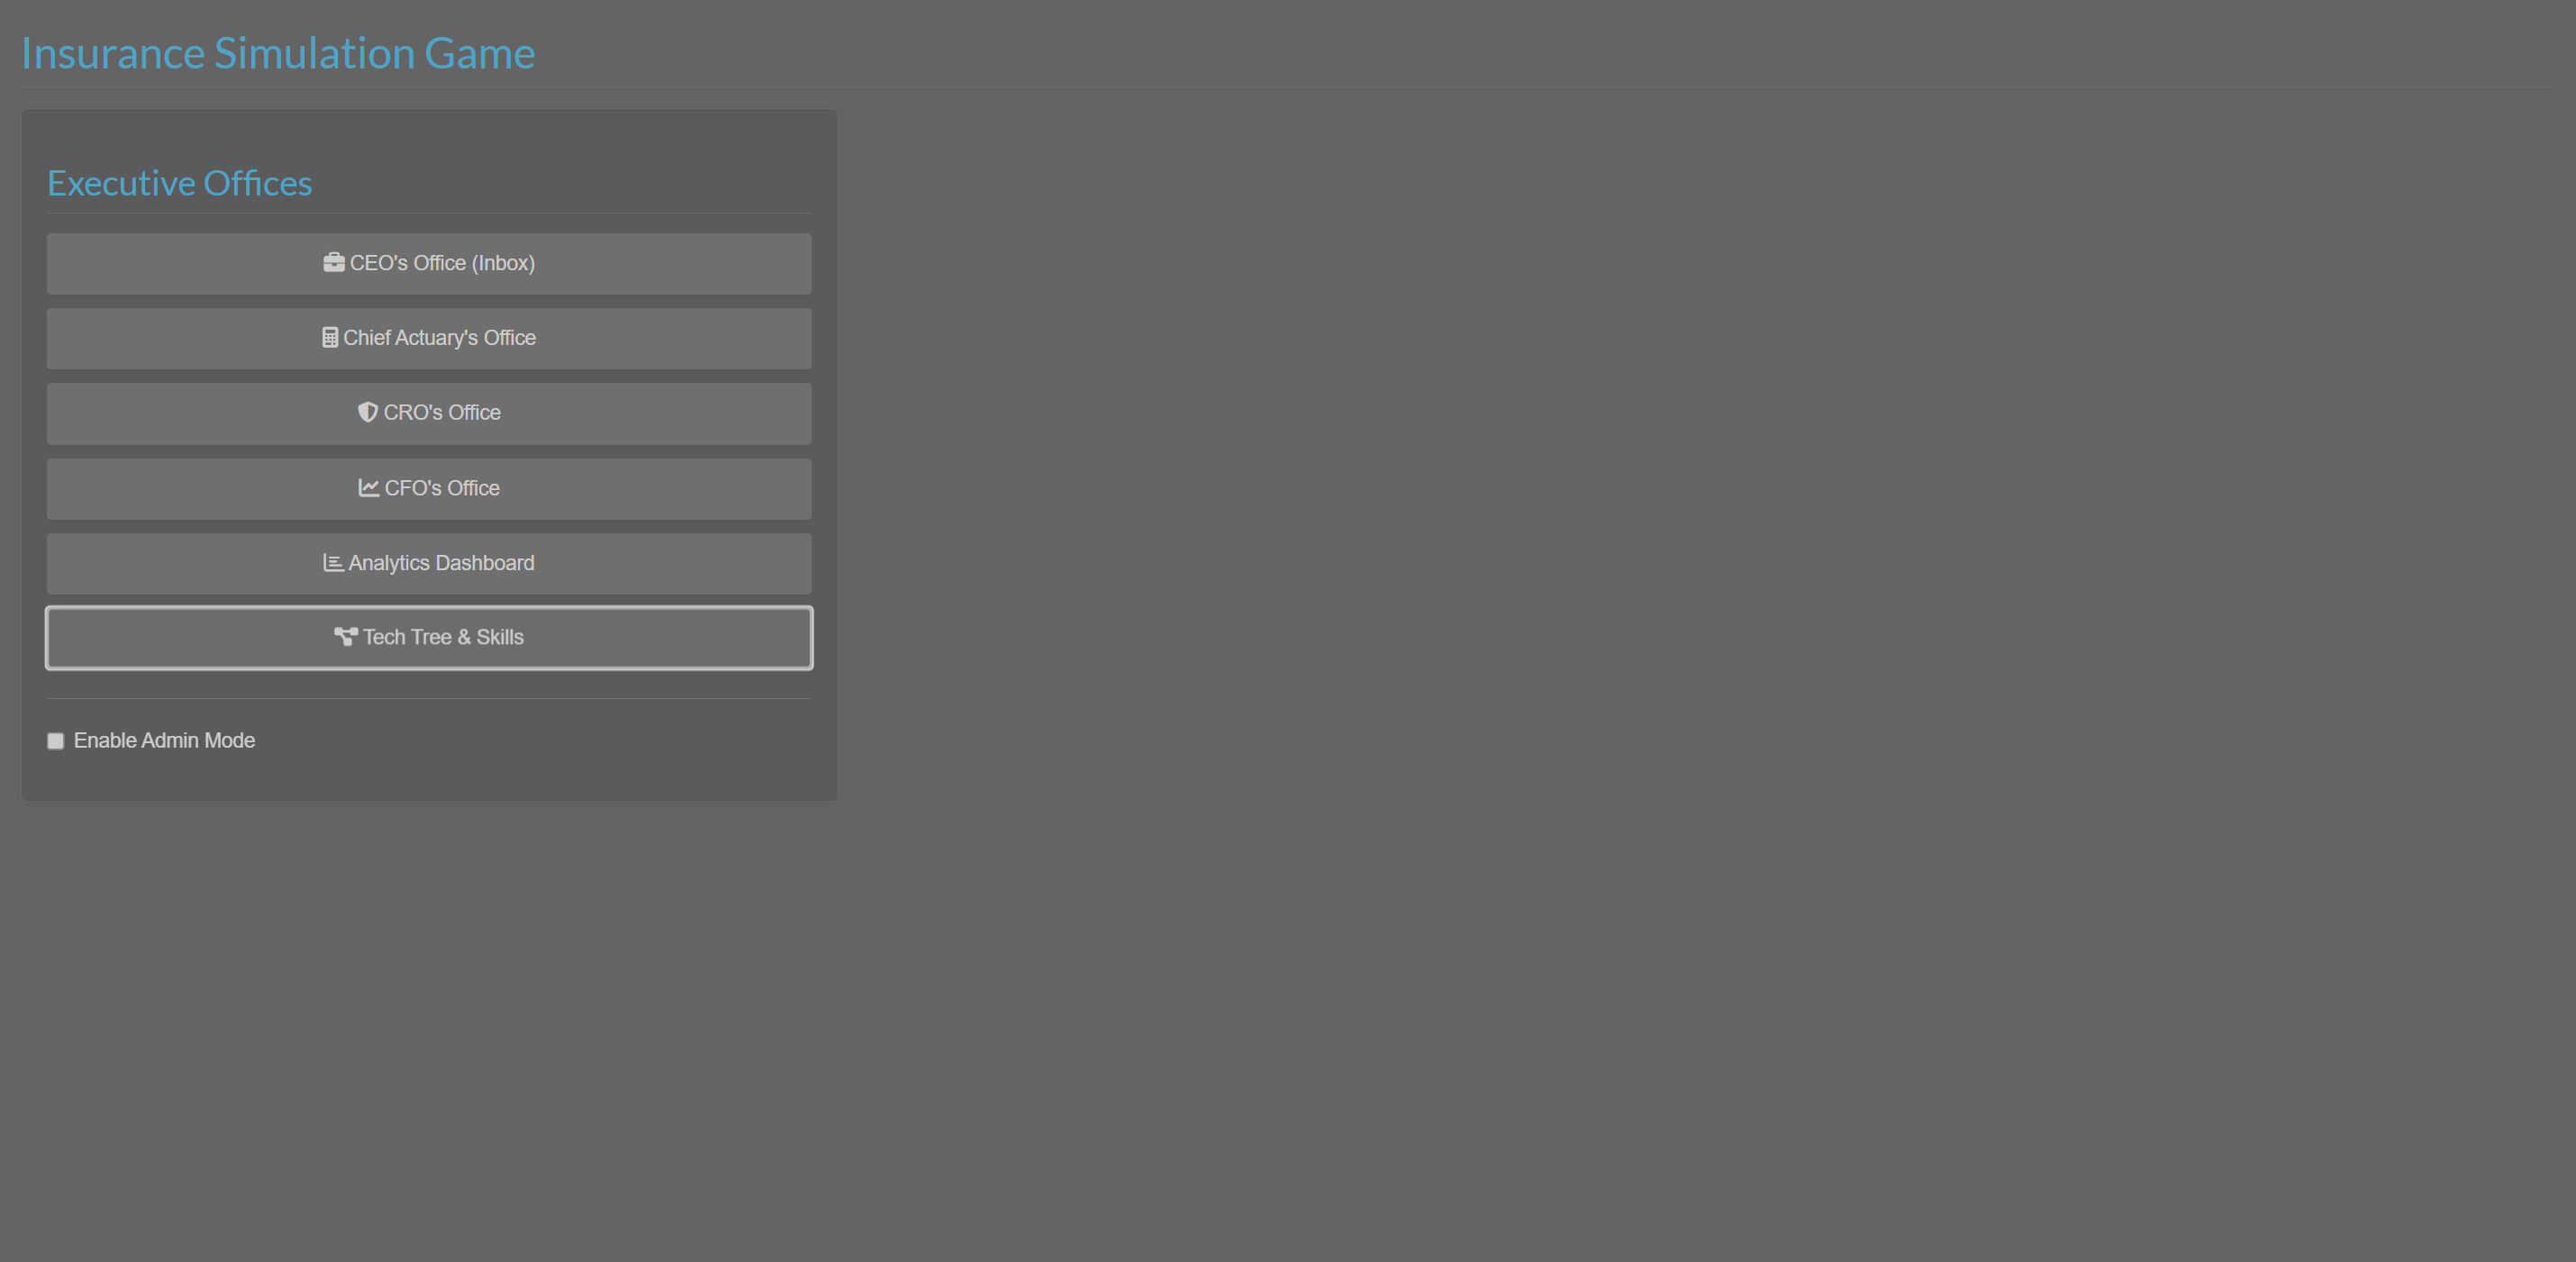 Insurance Simulation Game
Executive Offices
CEO's Office (Inbox)
Chief Actuary's Office
CRO's Office
CFO's Office
Analytics Dashboard
Tech Tree & Skills
Enable Admin Mode